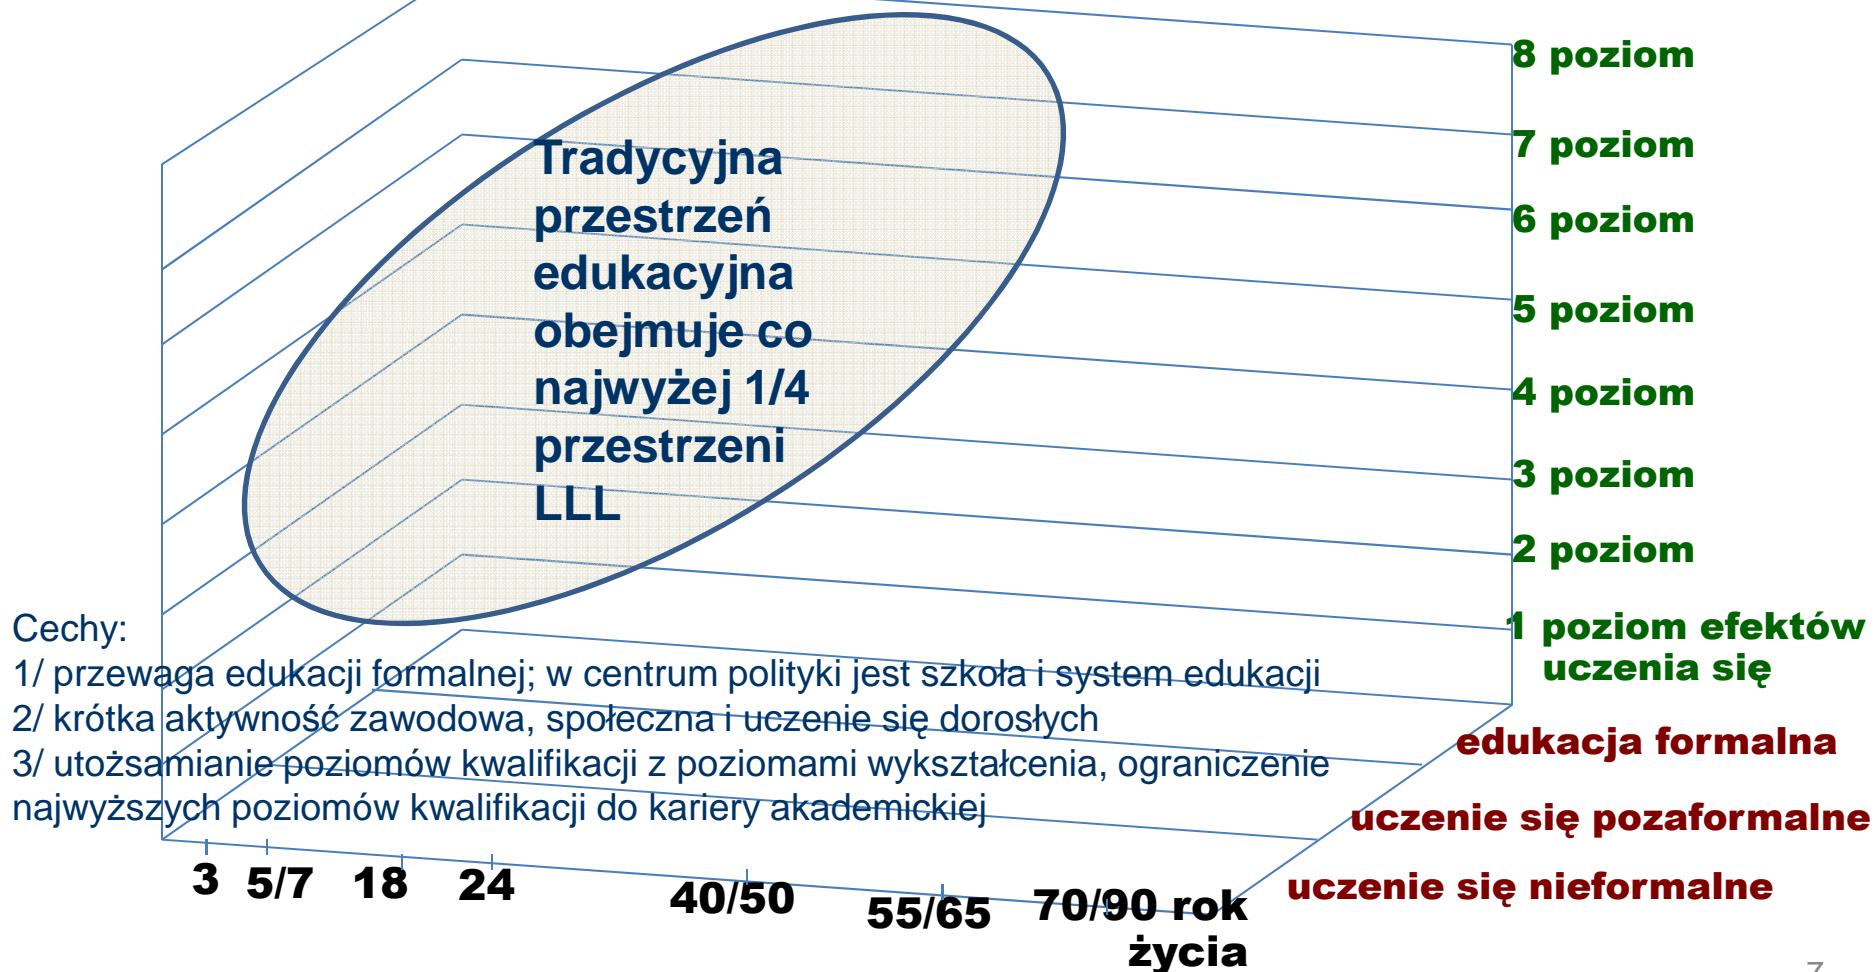 8 poziom
7 poziom
6 poziom
5 poziom
4 poziom
3 poziom
2 poziom
1 poziom efektów
uczenia się
Tradycyjna
przestrzeń
edukacyjna
obejmuje co
najwyżej 1/4
przestrzeni
LLL
Cechy:
1/ przewaga edukacji formalnej; w centrum polityki jest szkoła i system edukacji
2/ krótka aktywność zawodowa, społeczna i uczenie się dorosłych
3/ utożsamianie poziomów kwalifikacji z poziomami wykształcenia, ograniczenie
najwyższych poziomów kwalifikacji do kariery akademickiej
edukacja formalna
uczenie się pozaformalne
uczenie się nieformalne
3 5/7 18 24 40/50 55/65 70/90 rok
życia